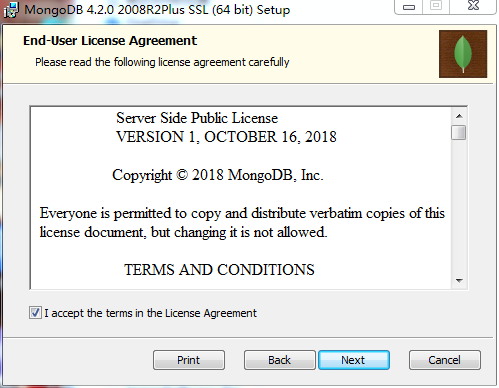 MongoDB 4.2.0 2008R2Plus SSL (64 bit) Setup
End-User License Agreement
Please read the following license agreement carefully
Server Side Public License
VERSION 1, OCTOBER 16, 2018
Copyright © 2018 MongoDB, Inc.
Everyone is permitted to copy and distribute verbatim copies of this
license document, but changing it is not allowed.
TERMS AND CONDITIONS
I accept the terms in the License Agreement
Print
Back
Next
Cancel